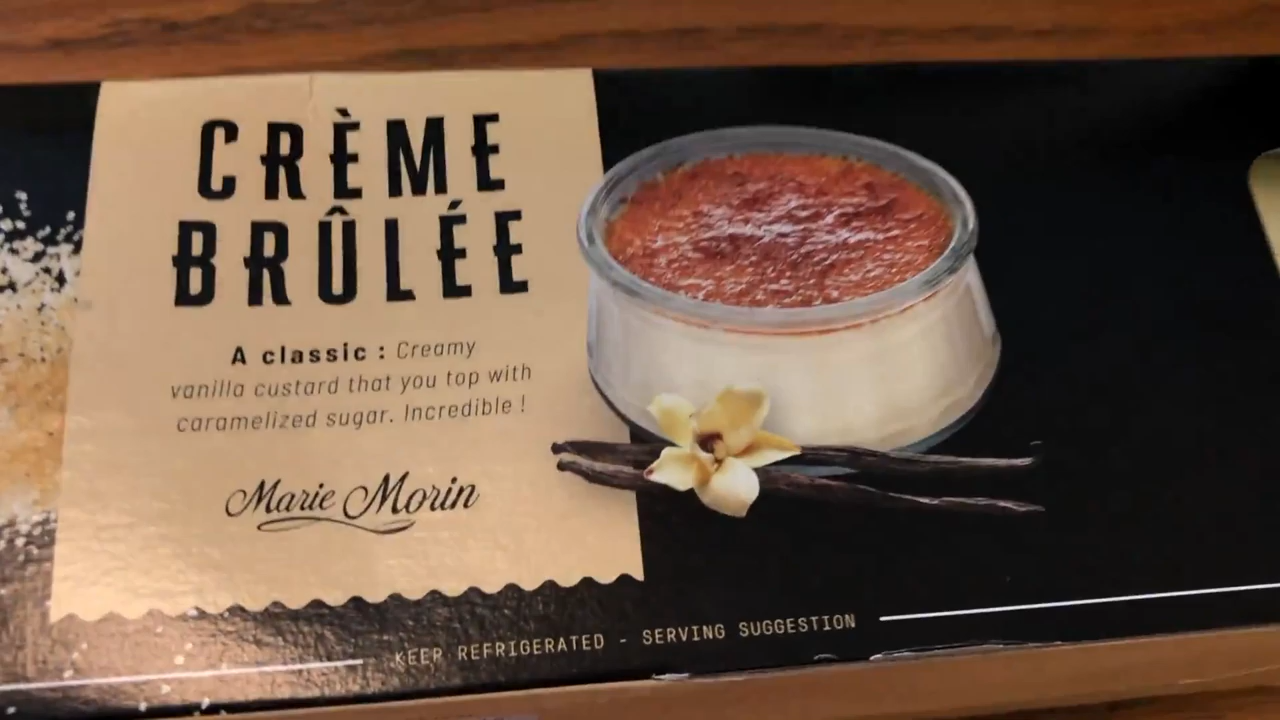 CRÈME
BRÛLÉE
A classic : Creamy
vanilla custard that you top with
caramelized sugar. Incredible !
Marie Morin
KEEP REFRIGERATED - SERVING SUGGESTION